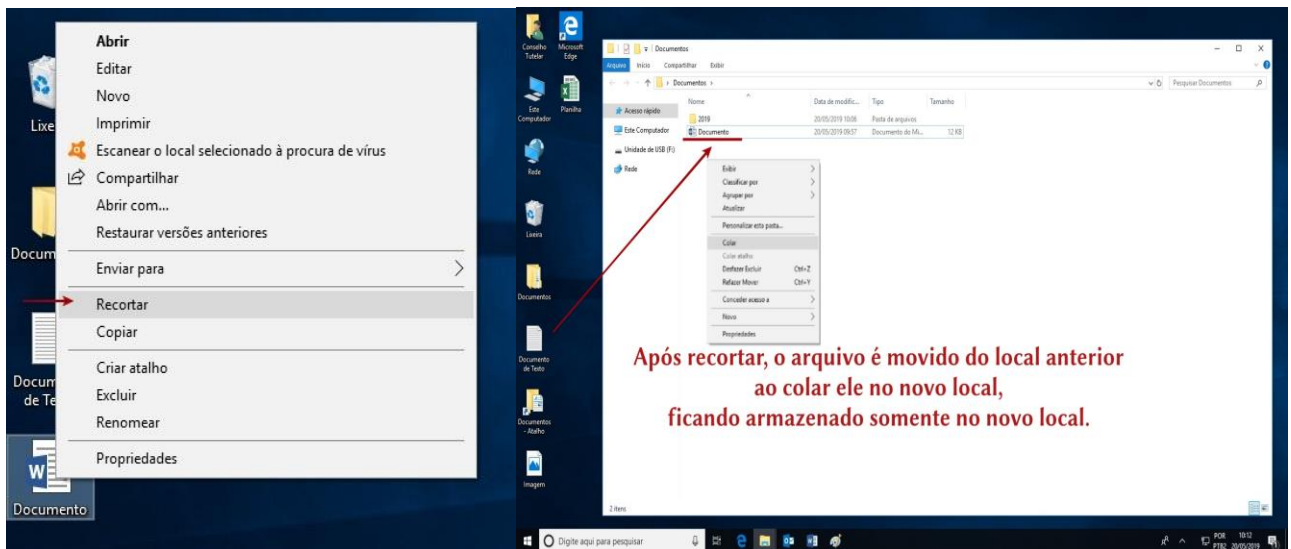 Abrir
Editar
Novo
Imprimir
Escanear o local selecionado à procura de vírus
Compartilhar
Abrir com...
Restaurar versões anteriores
Enviar para
Recortar
Copiar
Criar atalho
Excluir
Renomear
Propriedades
Lixe
Docum
Docum
de Te
Documento
Conselho
Tutelar
Microsoft
Edge
Este
Computador
Planilha
Rede
Lixeira
Documentos
Documento
de Texto
Documentos
- Atalho
Imagem
Documentos
Arquivo Início Compartilhar Exibir
Documentos
Pesquisar Documentos
Nome Data de modific... Tipo Tamanho
2019 20/05/2019 10:08 Pasta de arquivos
Documento 20/05/2019 09:57 Documento do Mi... 12 KB
Acesso rápido
Este Computador
Unidade de USB (F:)
Rede
Exibir
Classificar por
Agrupar por
Atualizar
Personalizar esta pasta...
Colar
Colar atalho
Desfazer Excluir Ctrl+Z
Refazer Mover Ctrl+Y
Conceder acesso a
Novo
Propriedades
Após recortar, o arquivo é movido do local anterior
ao colar ele no novo local,
ficando armazenado somente no novo local.
2 itens
Digite aqui para pesquisar
POR
PTB2
10:12
20/05/2019